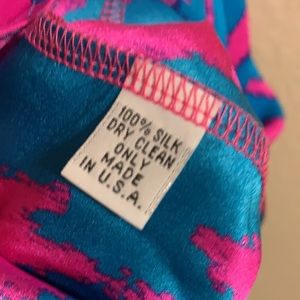 100% SILK
DRY CLEAN
ONLY
MADE
IN U.S.A.